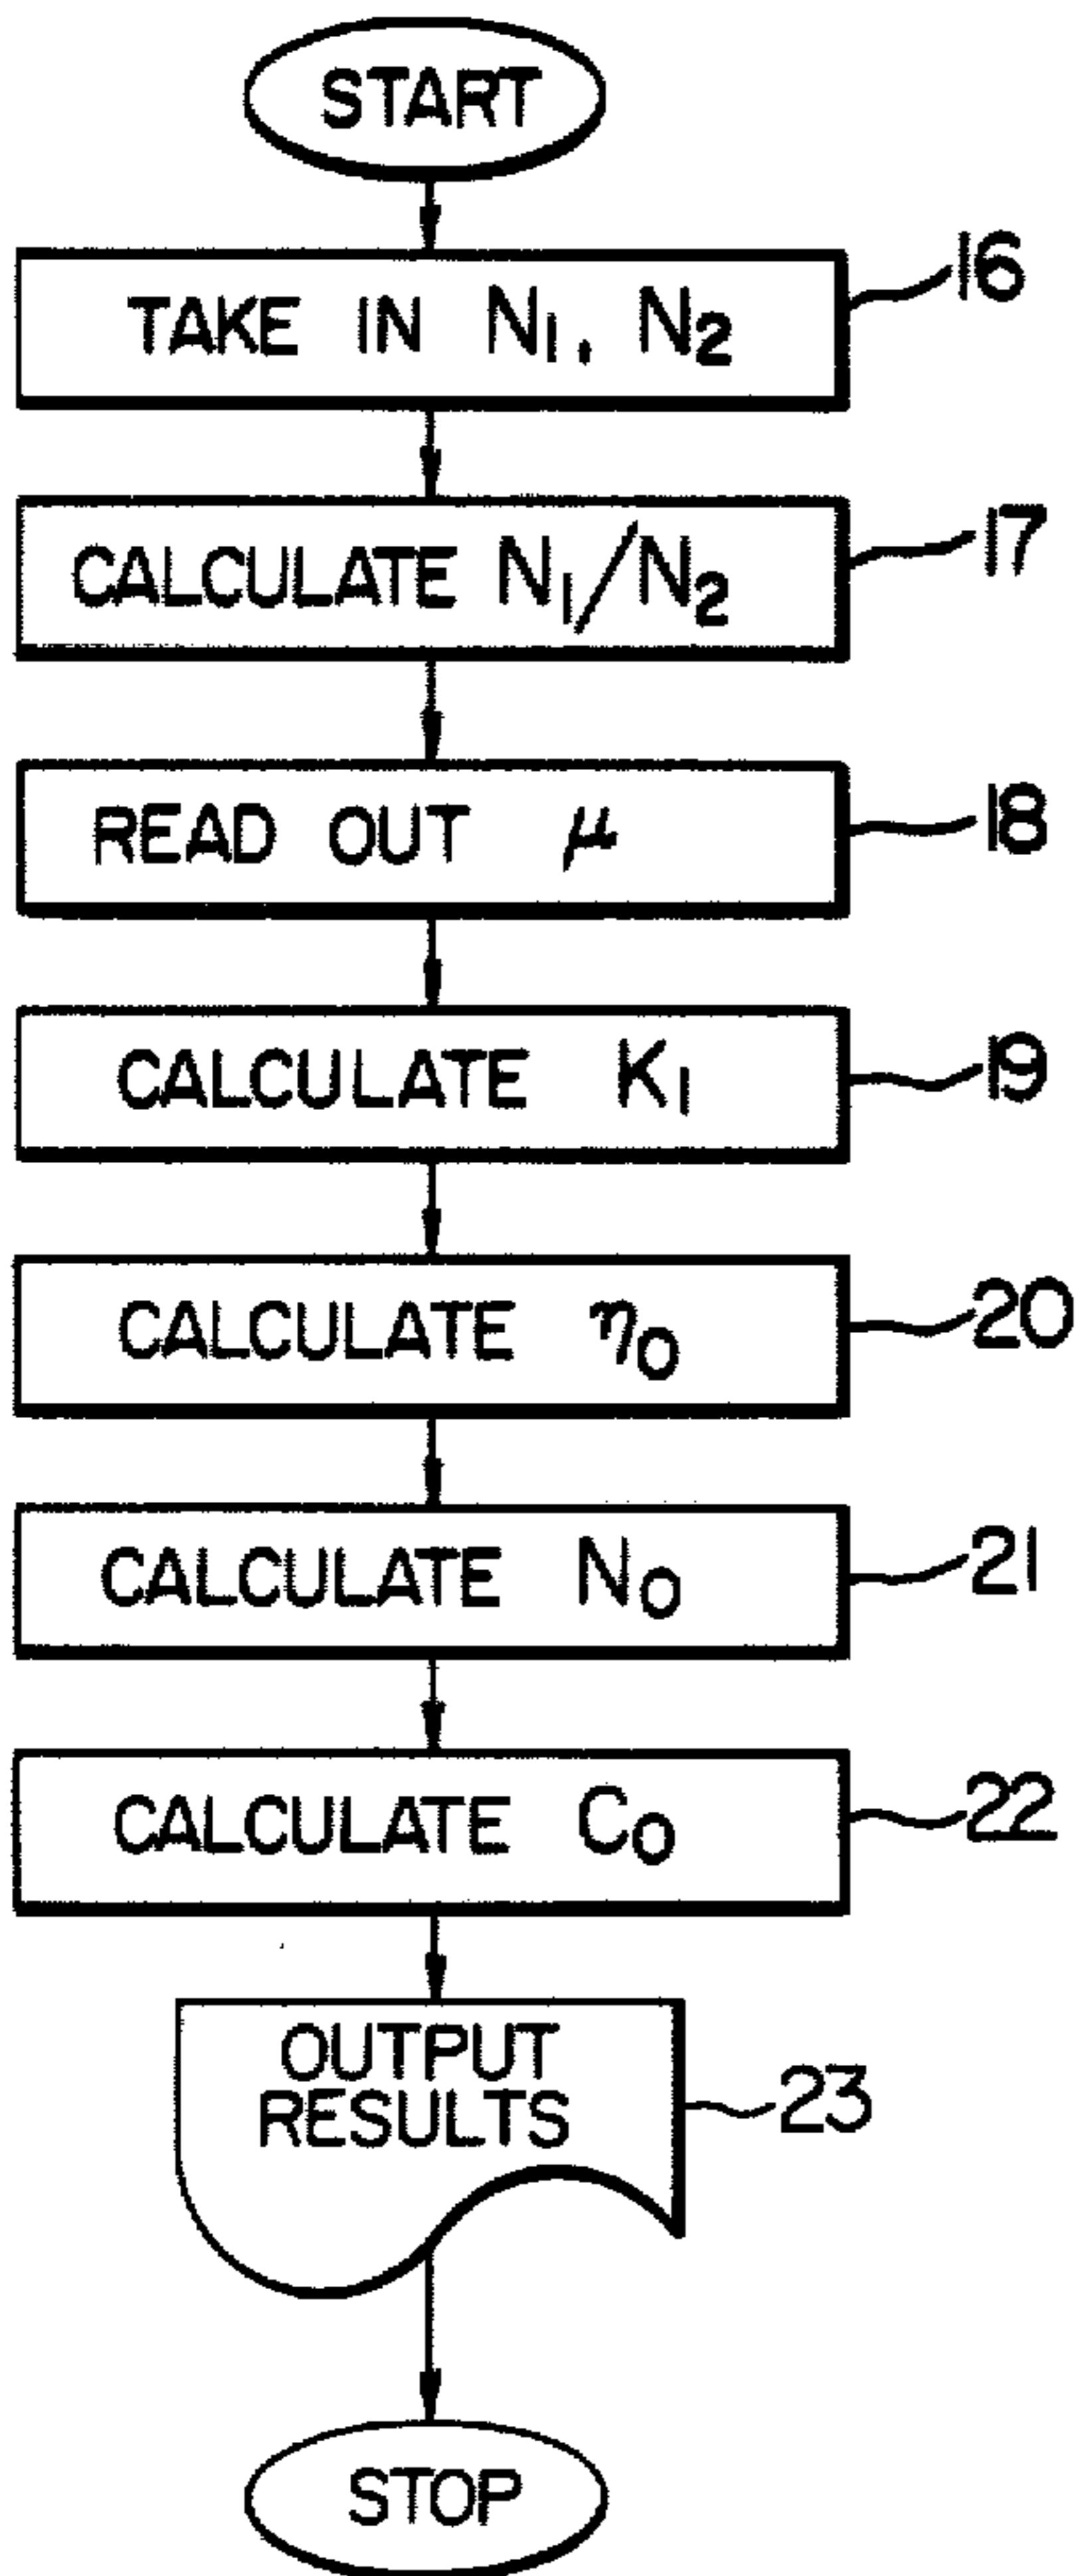 START
TAKE IN N₁, N₂
16
CALCULATE N₁/N₂
17
READ OUT μ
18
CALCULATE K₁
19
CALCULATE η₀
20
CALCULATE N₀
21
CALCULATE C₀
22
OUTPUT
RESULTS
23
STOP